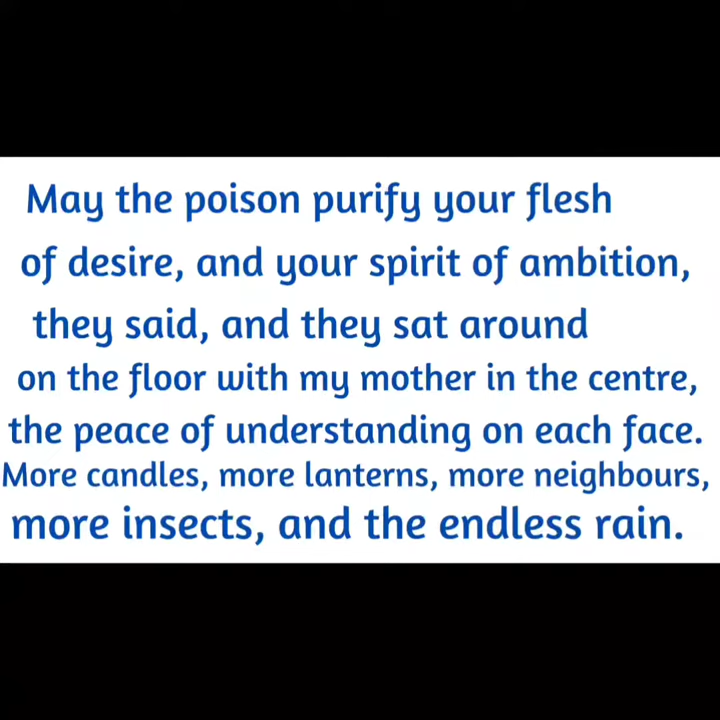 May the poison purify your flesh
of desire, and your spirit of ambition,
they said, and they sat around
on the floor with my mother in the centre,
the peace of understanding on each face.
More candles, more lanterns, more neighbours,
more insects, and the endless rain.